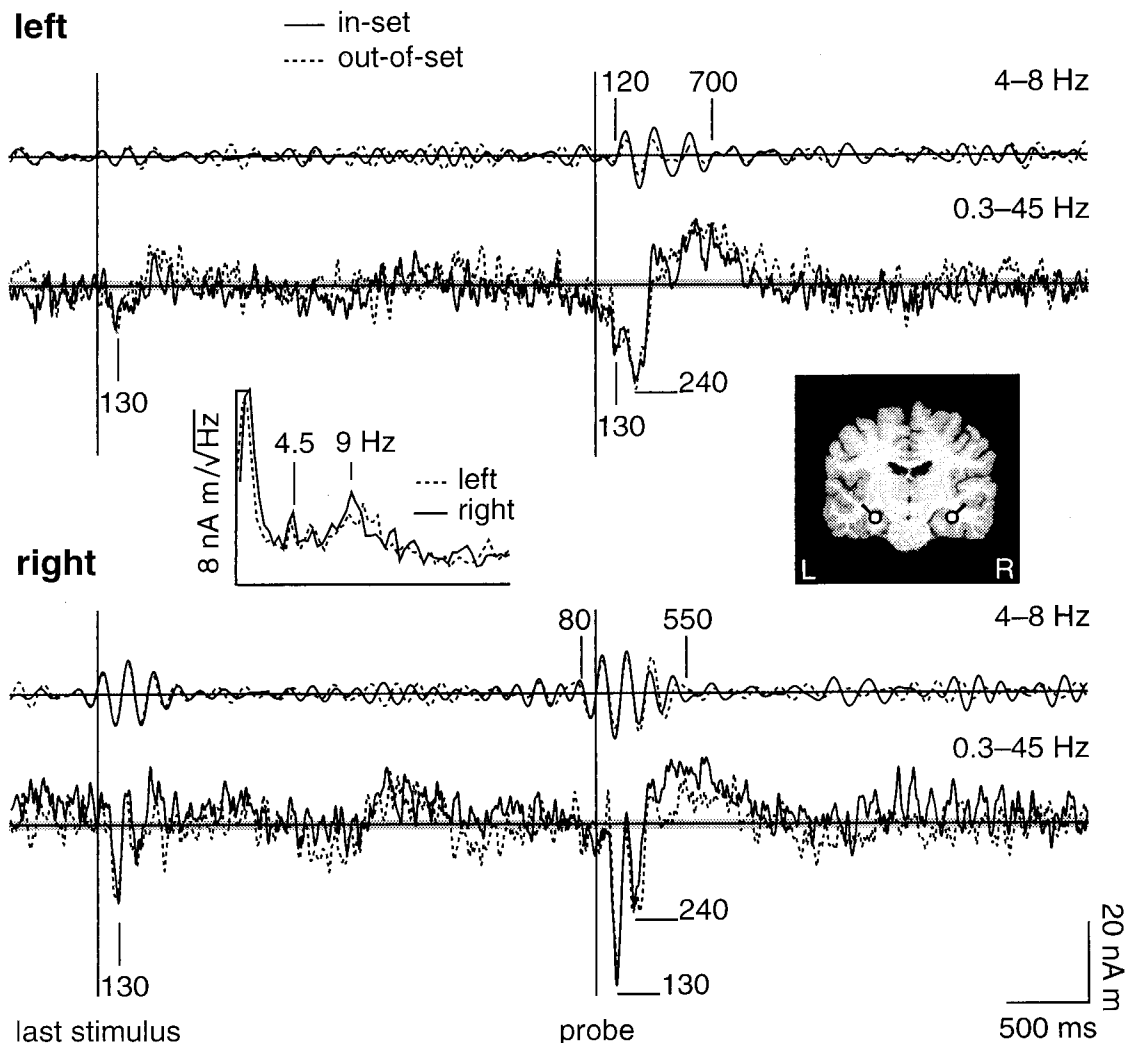 left
in-set
out-of-set
120
700
4–8 Hz
0.3–45 Hz
130
240
130
8 nA m/√Hz
4.5
9 Hz
left
right
L
R
right
80
550
4–8 Hz
0.3–45 Hz
240
130
130
20 nA m
last stimulus
probe
500 ms